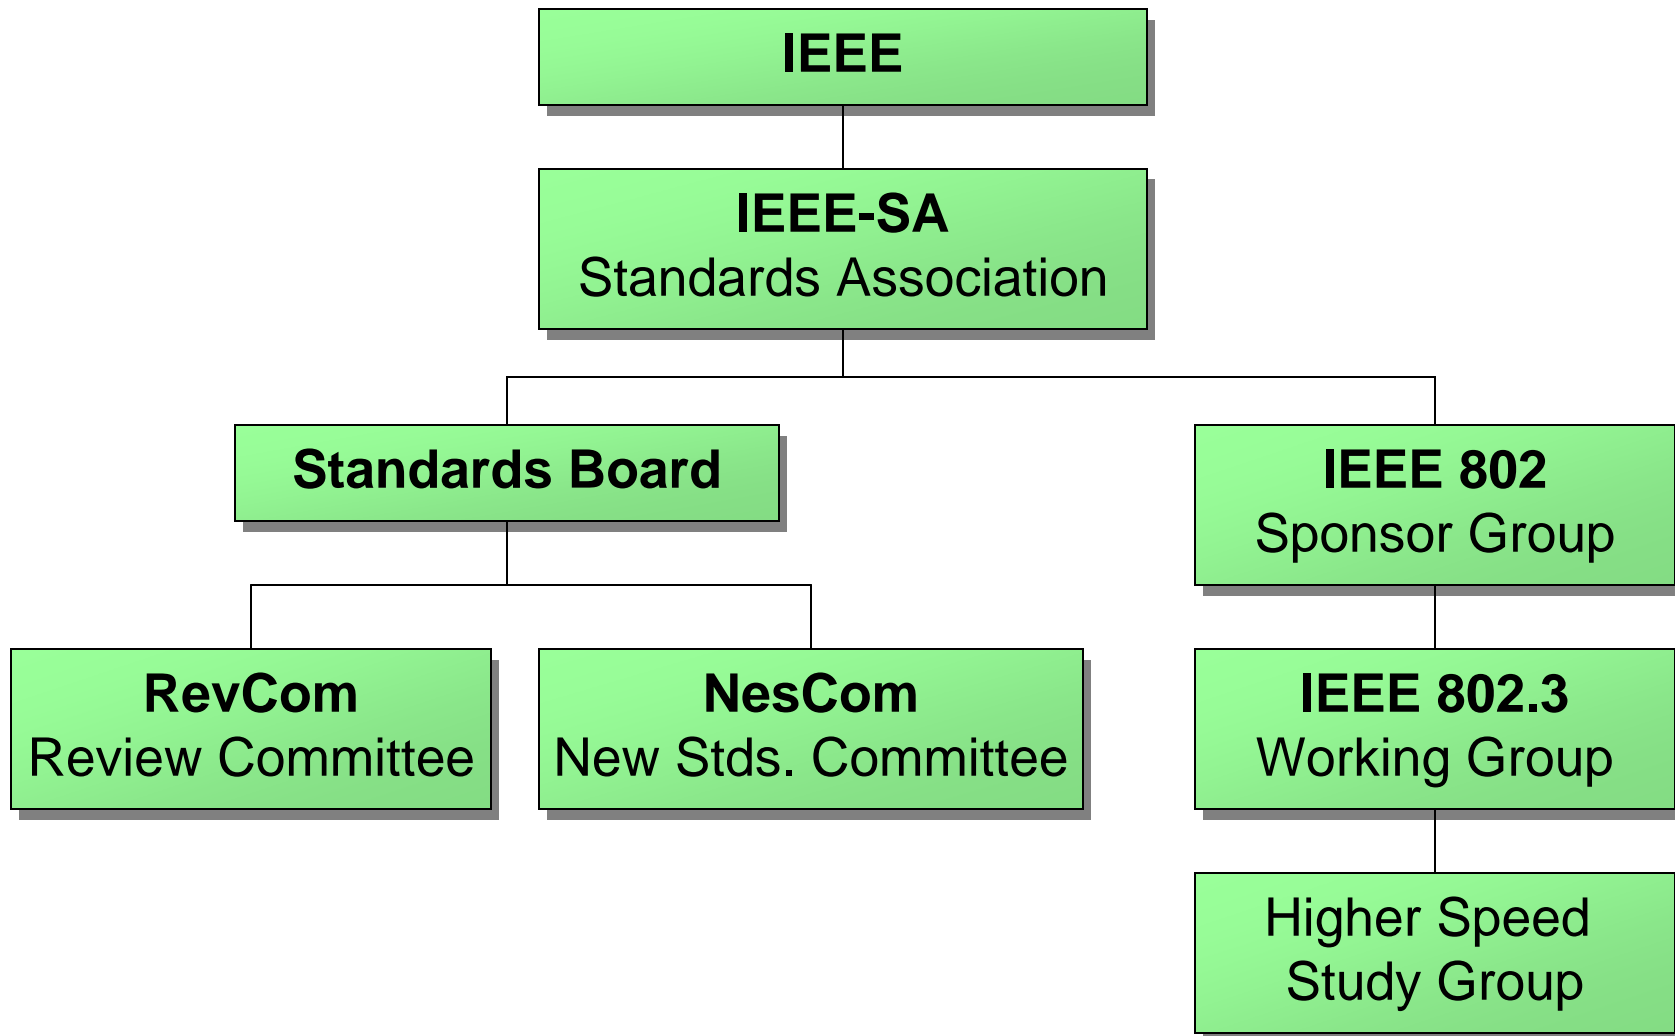 IEEE
IEEE-SA
Standards Association
Standards Board
IEEE 802
Sponsor Group
RevCom
Review Committee
NesCom
New Stds. Committee
IEEE 802.3
Working Group
Higher Speed
Study Group